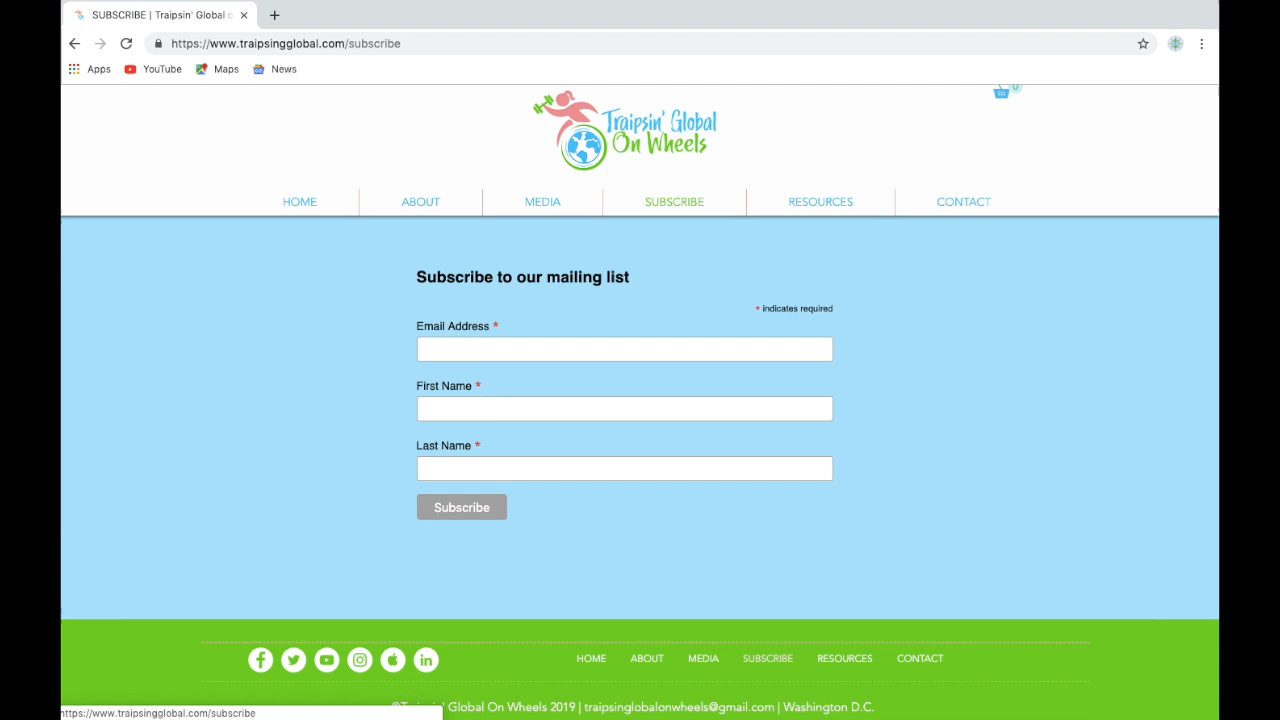 SUBSCRIBE | Traipsin' Global o
https://www.traipsingglobal.com/subscribe
Apps YouTube Maps News
0
Traipsin' Global
On Wheels
HOME ABOUT MEDIA SUBSCRIBE RESOURCES CONTACT
Subscribe to our mailing list
* indicates required
Email Address *
First Name *
Last Name *
Subscribe
HOME ABOUT MEDIA SUBSCRIBE RESOURCES CONTACT
©Traipsin' Global On Wheels 2019 | traipsinglobalonwheels@gmail.com | Washington D.C.
https://www.traipsingglobal.com/subscribe